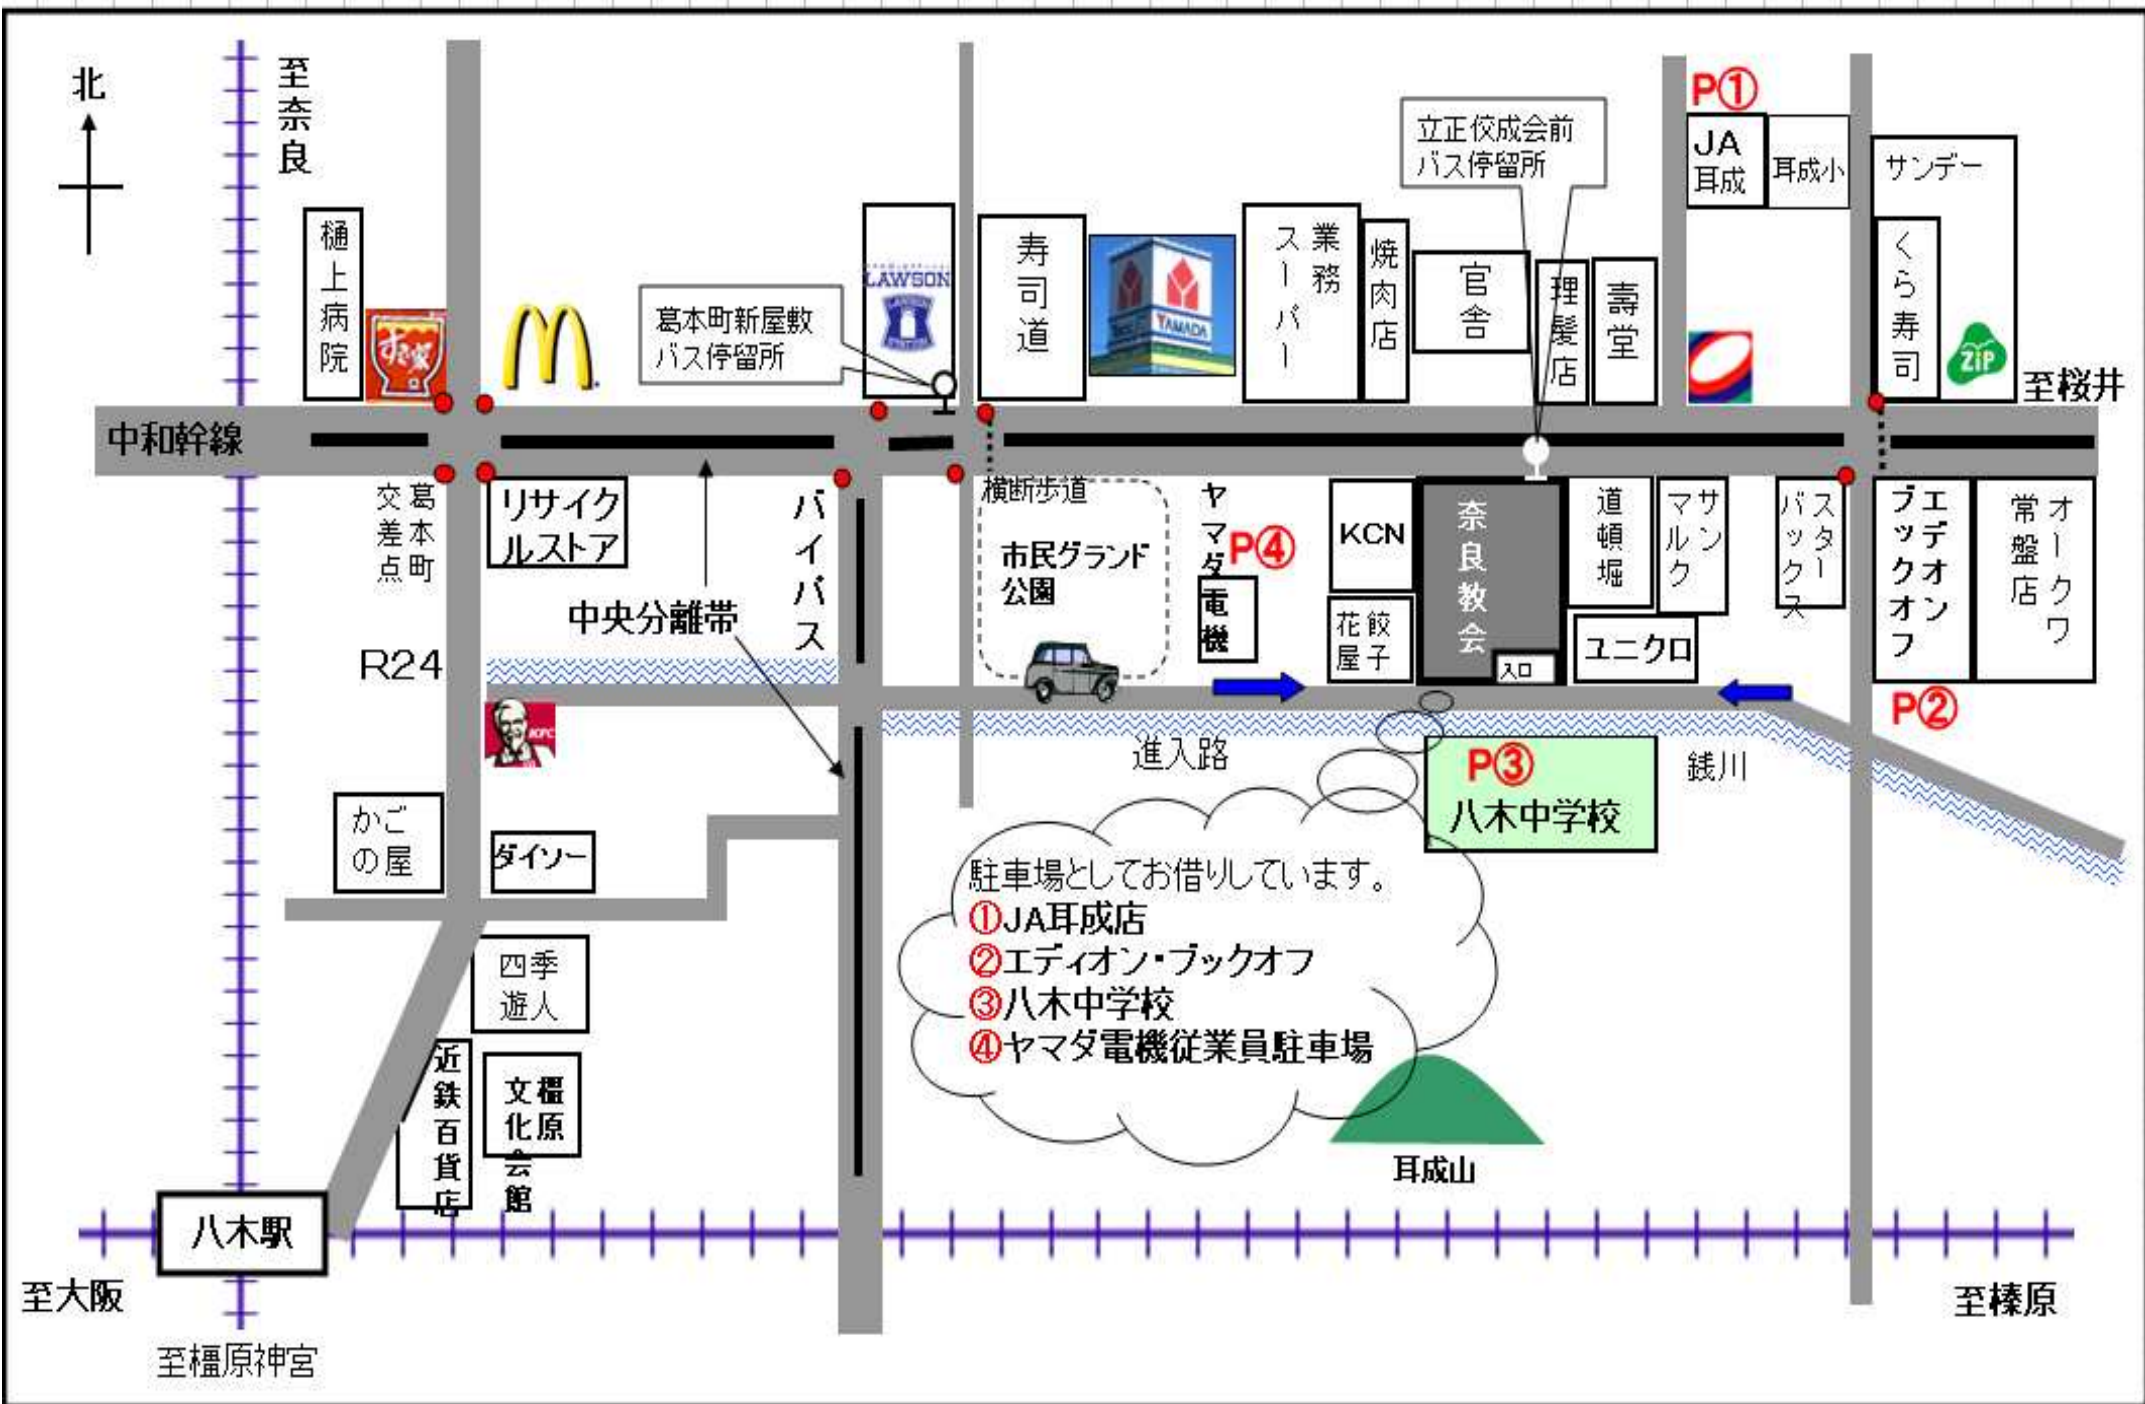 北
至奈良
P①
立正佼成会前
バス停留所
JA
耳成
耳成小
サンデー
樋上病院
すき家
葛本町新屋敷
バス停留所
LAWSON
寿司道
YAMADA
業務
スーパー
焼肉店
官舎
理髪店
壽堂
くら寿司
ZiP
至桜井
中和幹線
葛本町
交差点
リサイク
ルストア
バイパス
横断歩道
市民グランド
公園
ヤマダ電機
P④
KCN
奈良教会
道頓堀
サン
マルク
スター
バックス
エデオン
ブックオフ
オークワ
常盤店
中央分離帯
花餃
屋子
入口
ユニクロ
R24
KFC
進入路
P③
八木中学校
銭川
P②
かご
の屋
ダイソー
駐車場としてお借りしています。
①JA耳成店
②エディオン・ブックオフ
③八木中学校
④ヤマダ電機従業員駐車場
四季
遊人
近鉄百貨店
橿原
文化会館
耳成山
八木駅
至大阪
至榛原
至橿原神宮